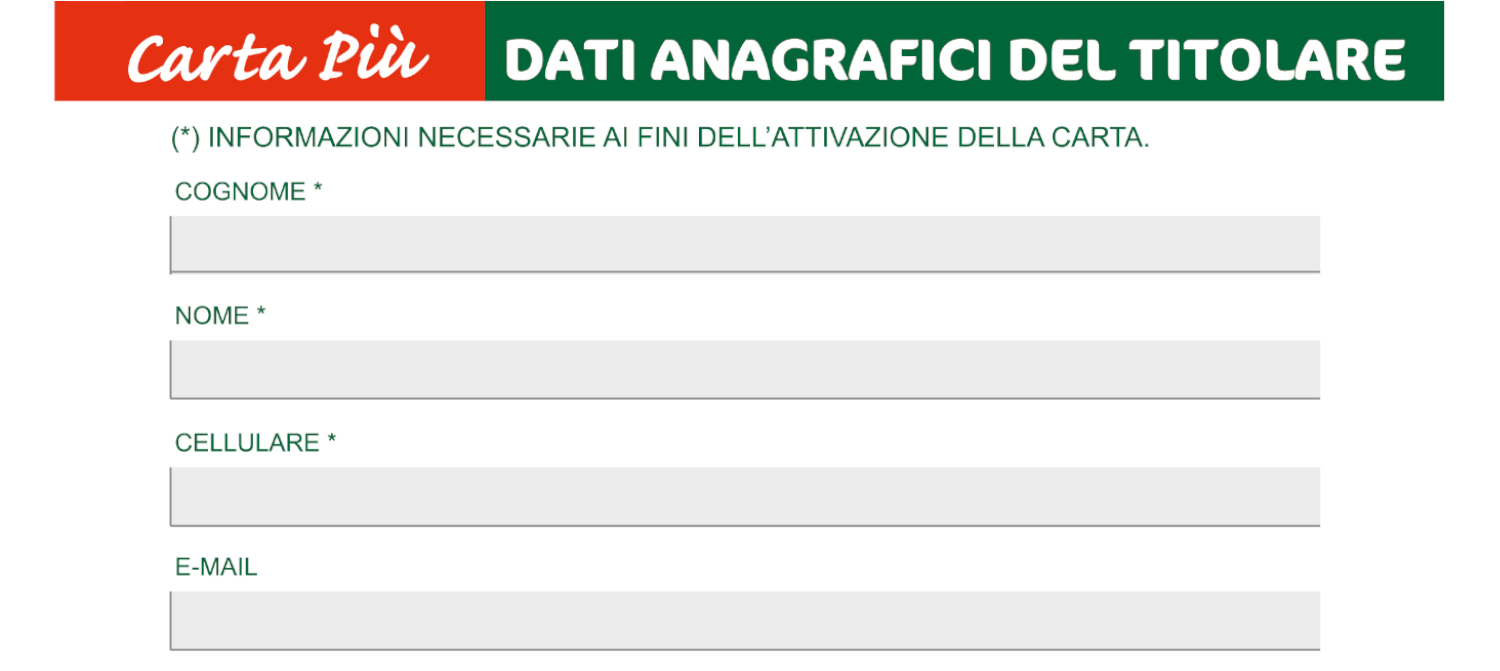 Carta Più DATI ANAGRAFICI DEL TITOLARE
(*) INFORMAZIONI NECESSARIE AI FINI DELL’ATTIVAZIONE DELLA CARTA.
COGNOME *
NOME *
CELLULARE *
E-MAIL